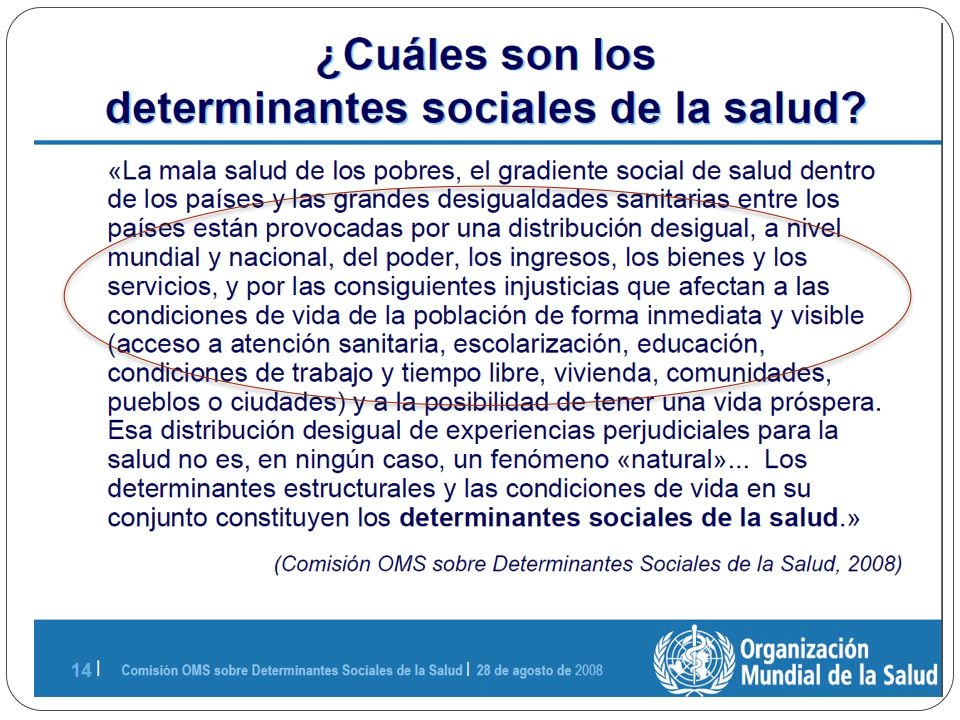 ¿Cuáles son los
determinantes sociales de la salud?
«La mala salud de los pobres, el gradiente social de salud dentro
de los países y las grandes desigualdades sanitarias entre los
países están provocadas por una distribución desigual, a nivel
mundial y nacional, del poder, los ingresos, los bienes y los
servicios, y por las consiguientes injusticias que afectan a las
condiciones de vida de la población de forma inmediata y visible
(acceso a atención sanitaria, escolarización, educación,
condiciones de trabajo y tiempo libre, vivienda, comunidades,
pueblos o ciudades) y a la posibilidad de tener una vida próspera.
Esa distribución desigual de experiencias perjudiciales para la
salud no es, en ningún caso, un fenómeno «natural»... Los
determinantes estructurales y las condiciones de vida en su
conjunto constituyen los determinantes sociales de la salud.»
(Comisión OMS sobre Determinantes Sociales de la Salud, 2008)
14 | Comisión OMS sobre Determinantes Sociales de la Salud | 28 de agosto de 2008
Organización
Mundial de la Salud